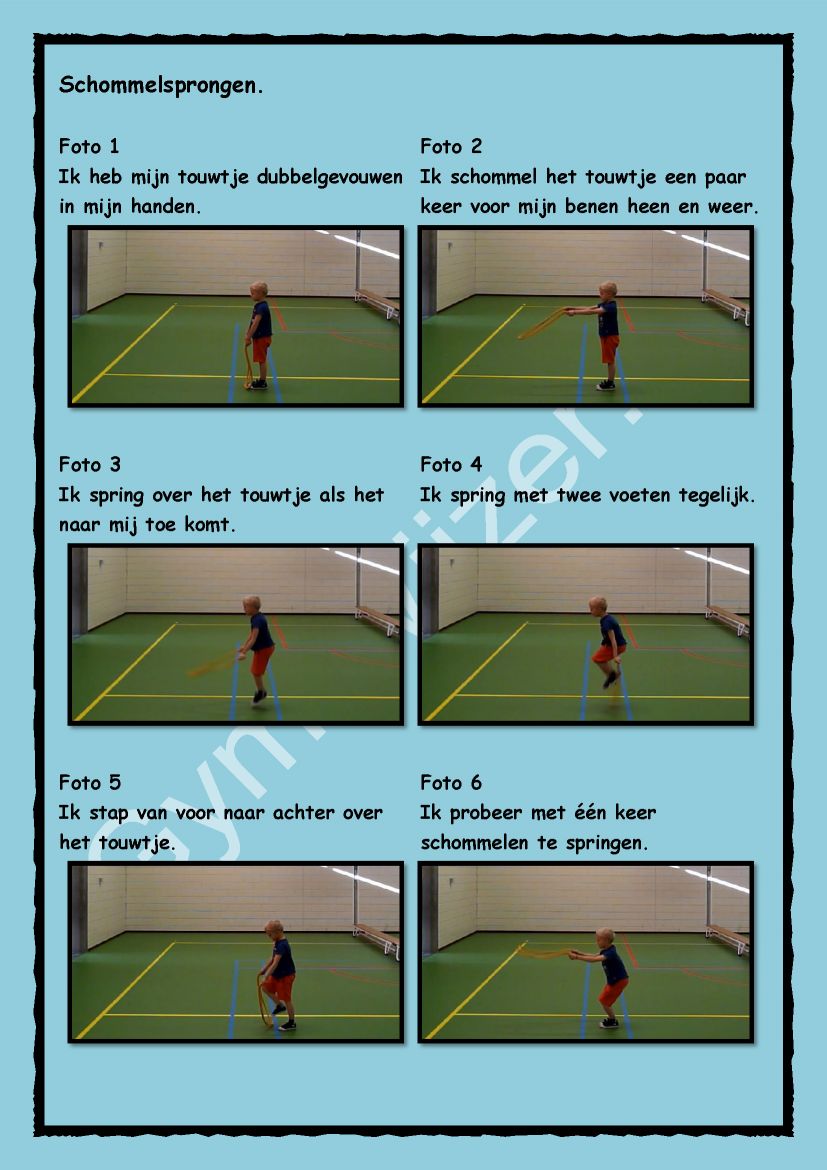 Schommelsprongen.
Foto 1
Ik heb mijn touwtje dubbelgevouwen
in mijn handen.
Foto 2
Ik schommel het touwtje een paar
keer voor mijn benen heen en weer.
Foto 3
Ik spring over het touwtje als het
naar mij toe komt.
Foto 4
Ik spring met twee voeten tegelijk.
Foto 5
Ik stap van voor naar achter over
het touwtje.
Foto 6
Ik probeer met één keer
schommelen te springen.